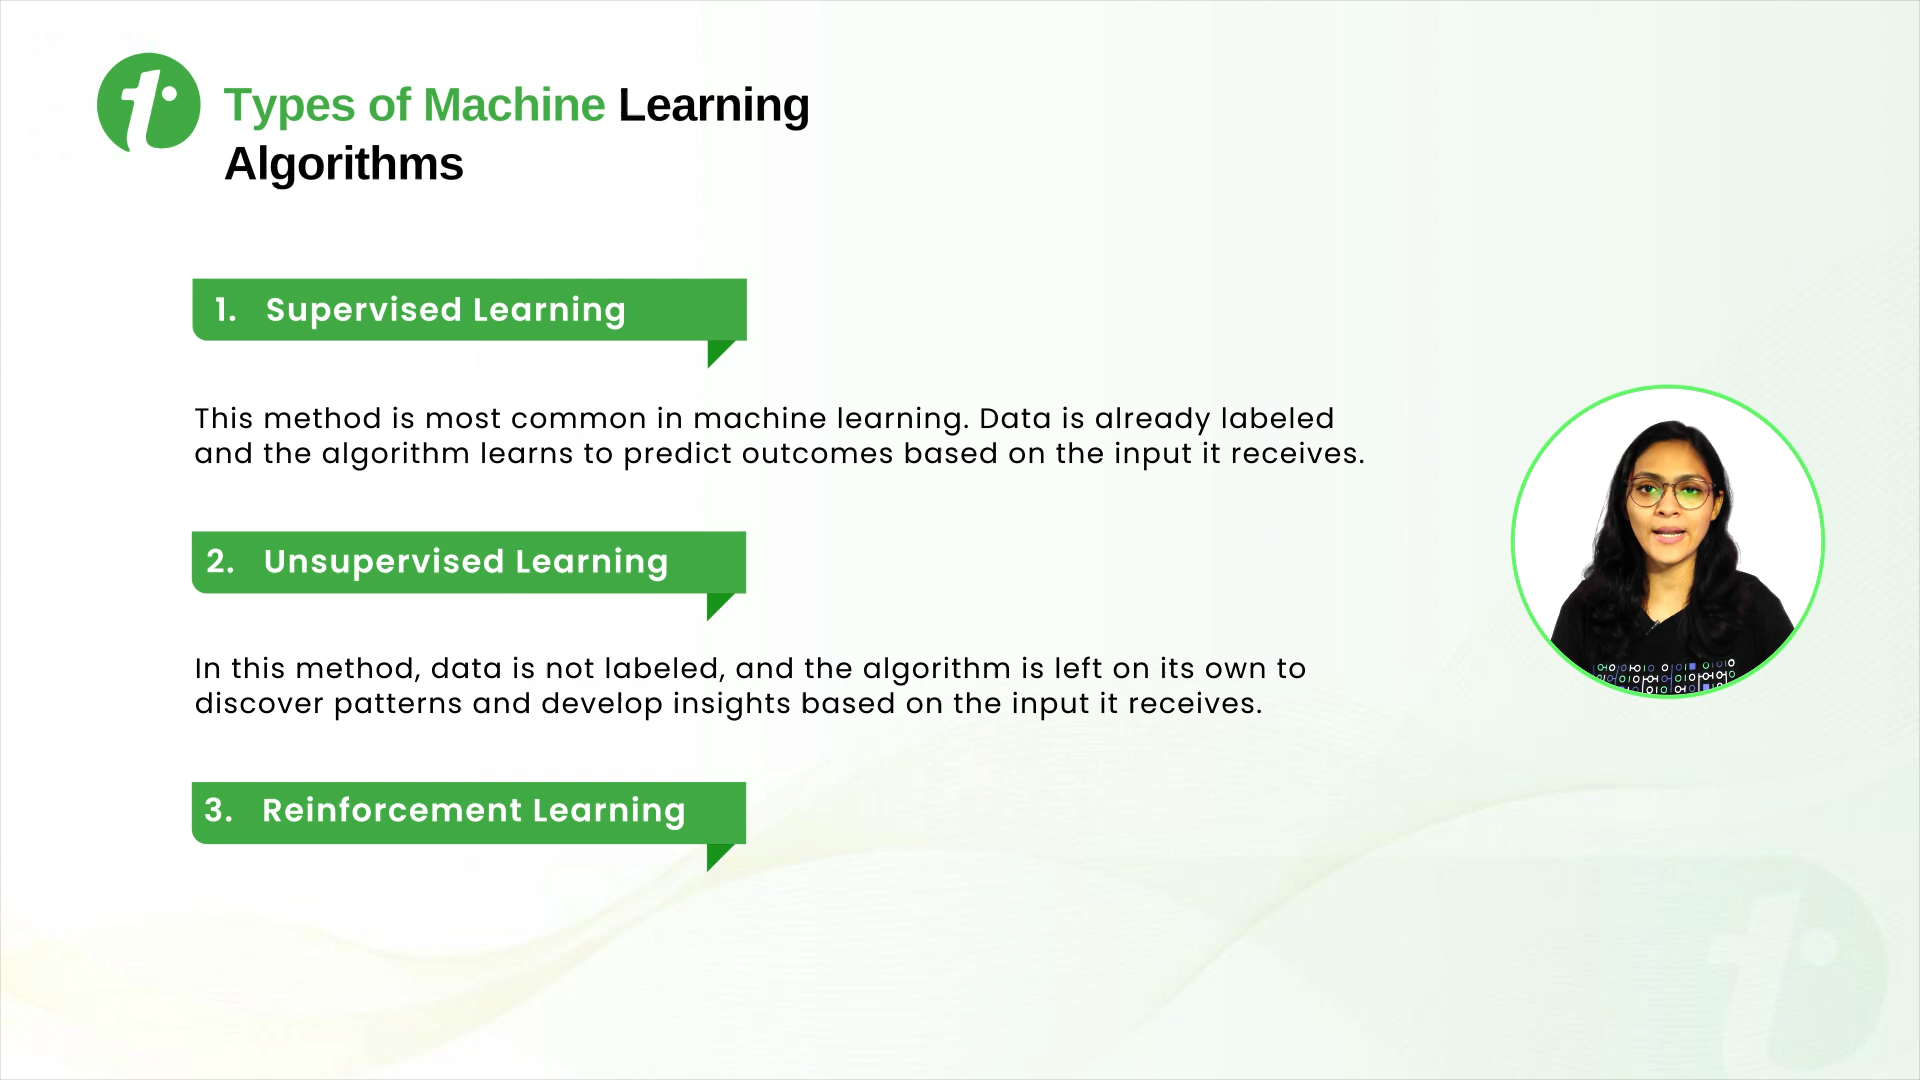 Types of Machine Learning
Algorithms
1. Supervised Learning
This method is most common in machine learning. Data is already labeled
and the algorithm learns to predict outcomes based on the input it receives.
2. Unsupervised Learning
In this method, data is not labeled, and the algorithm is left on its own to
discover patterns and develop insights based on the input it receives.
3. Reinforcement Learning